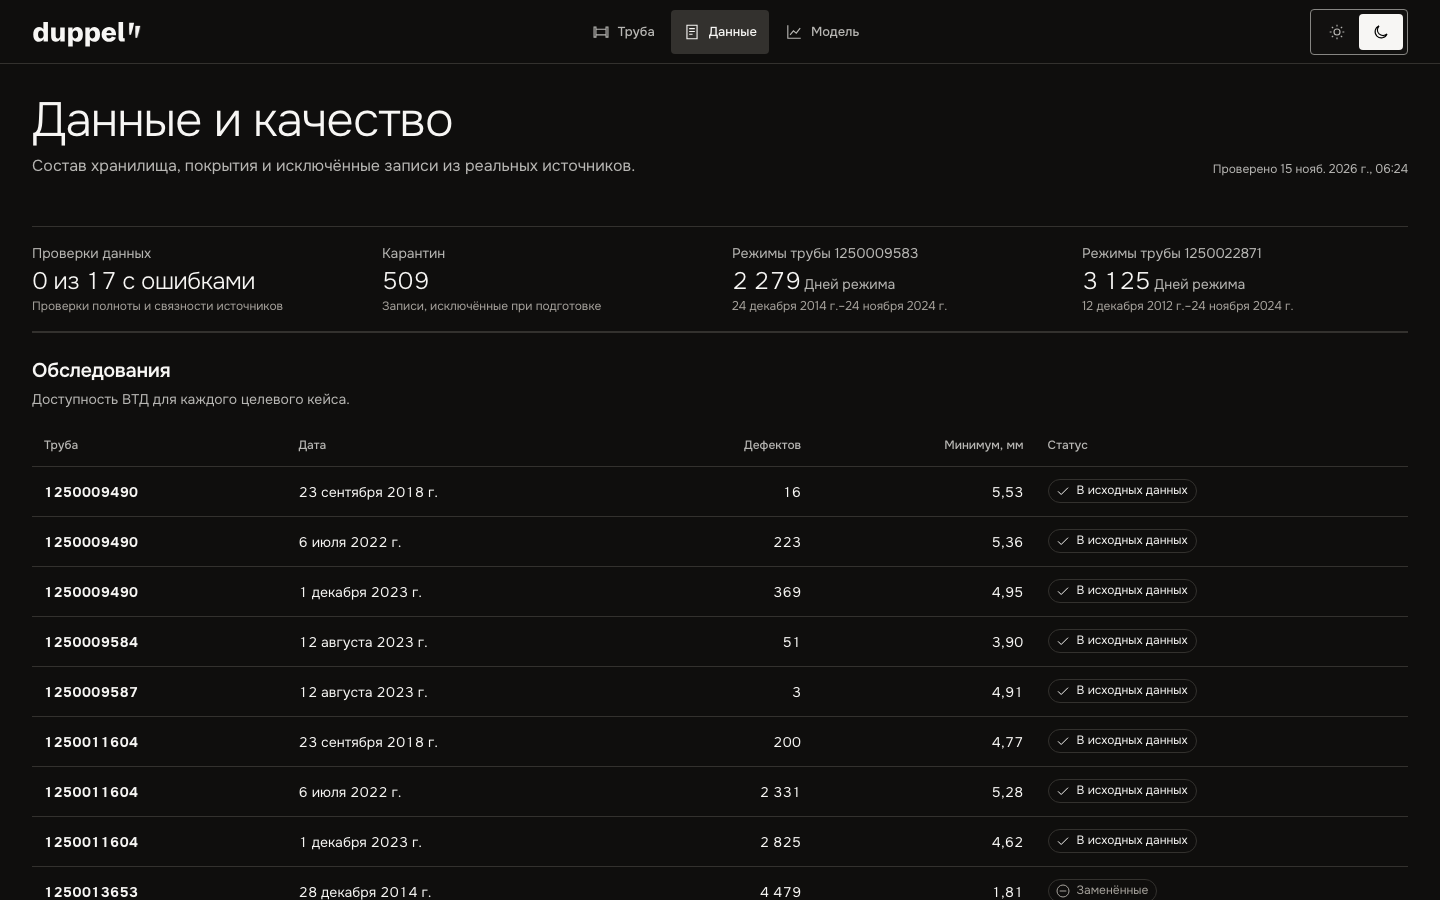 duppel
Труба
Данные
Модель
Данные и качество
Состав хранилища, покрытия и исключённые записи из реальных источников.
Проверено 15 нояб. 2026 г., 06:24
Проверки данных
0 из 17 с ошибками
Проверки полноты и связности источников
Карантин
509
Записи, исключённые при подготовке
Режимы трубы 1250009583
2 279 Дней режима
24 декабря 2014 г.–24 ноября 2024 г.
Режимы трубы 1250022871
3 125 Дней режима
12 декабря 2012 г.–24 ноября 2024 г.
Обследования
Доступность ВТД для каждого целевого кейса.
Труба Дата Дефектов Минимум, мм Статус
1250009490 23 сентября 2018 г. 16 5,53 В исходных данных
1250009490 6 июля 2022 г. 223 5,36 В исходных данных
1250009490 1 декабря 2023 г. 369 4,95 В исходных данных
1250009584 12 августа 2023 г. 51 3,90 В исходных данных
1250009587 12 августа 2023 г. 3 4,91 В исходных данных
1250011604 23 сентября 2018 г. 200 4,77 В исходных данных
1250011604 6 июля 2022 г. 2 331 5,28 В исходных данных
1250011604 1 декабря 2023 г. 2 825 4,62 В исходных данных
1250013653 28 декабря 2014 г. 4 479 1,81 Заменённые